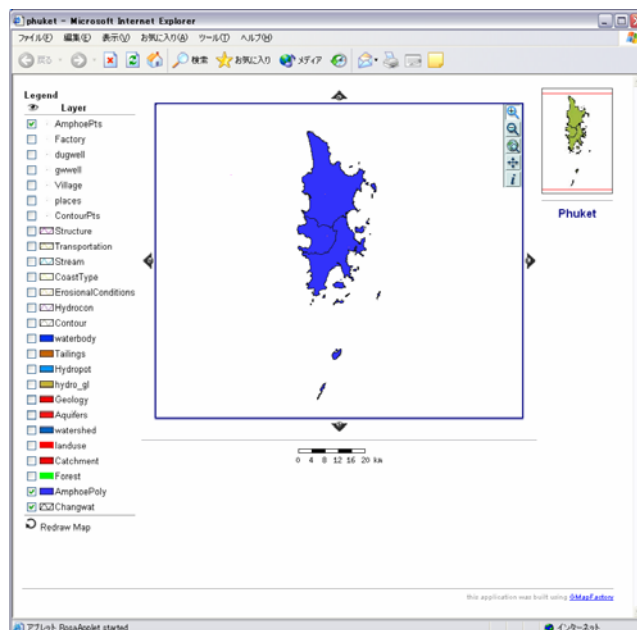 phuket - Microsoft Internet Explorer
ファイル(F) 編集(E) 表示(V) お気に入り(A) ツール(T) ヘルプ(H)
戻る 検索 お気に入り メディア
Legend
Layer
AmphoePts
Factory
dugwell
gwwell
Village
places
ContourPts
Structure
Transportation
Stream
CoastType
ErosionalConditions
Hydrocon
Contour
waterbody
Tailings
Hydropot
hydro_gl
Geology
Aquifers
watershed
landuse
Catchment
Forest
AmphoePoly
Changwat
Redraw Map
Phuket
0 4 8 12 16 20 km
this application was built using GMapFactory
アプレット RosaApplet started
インターネット